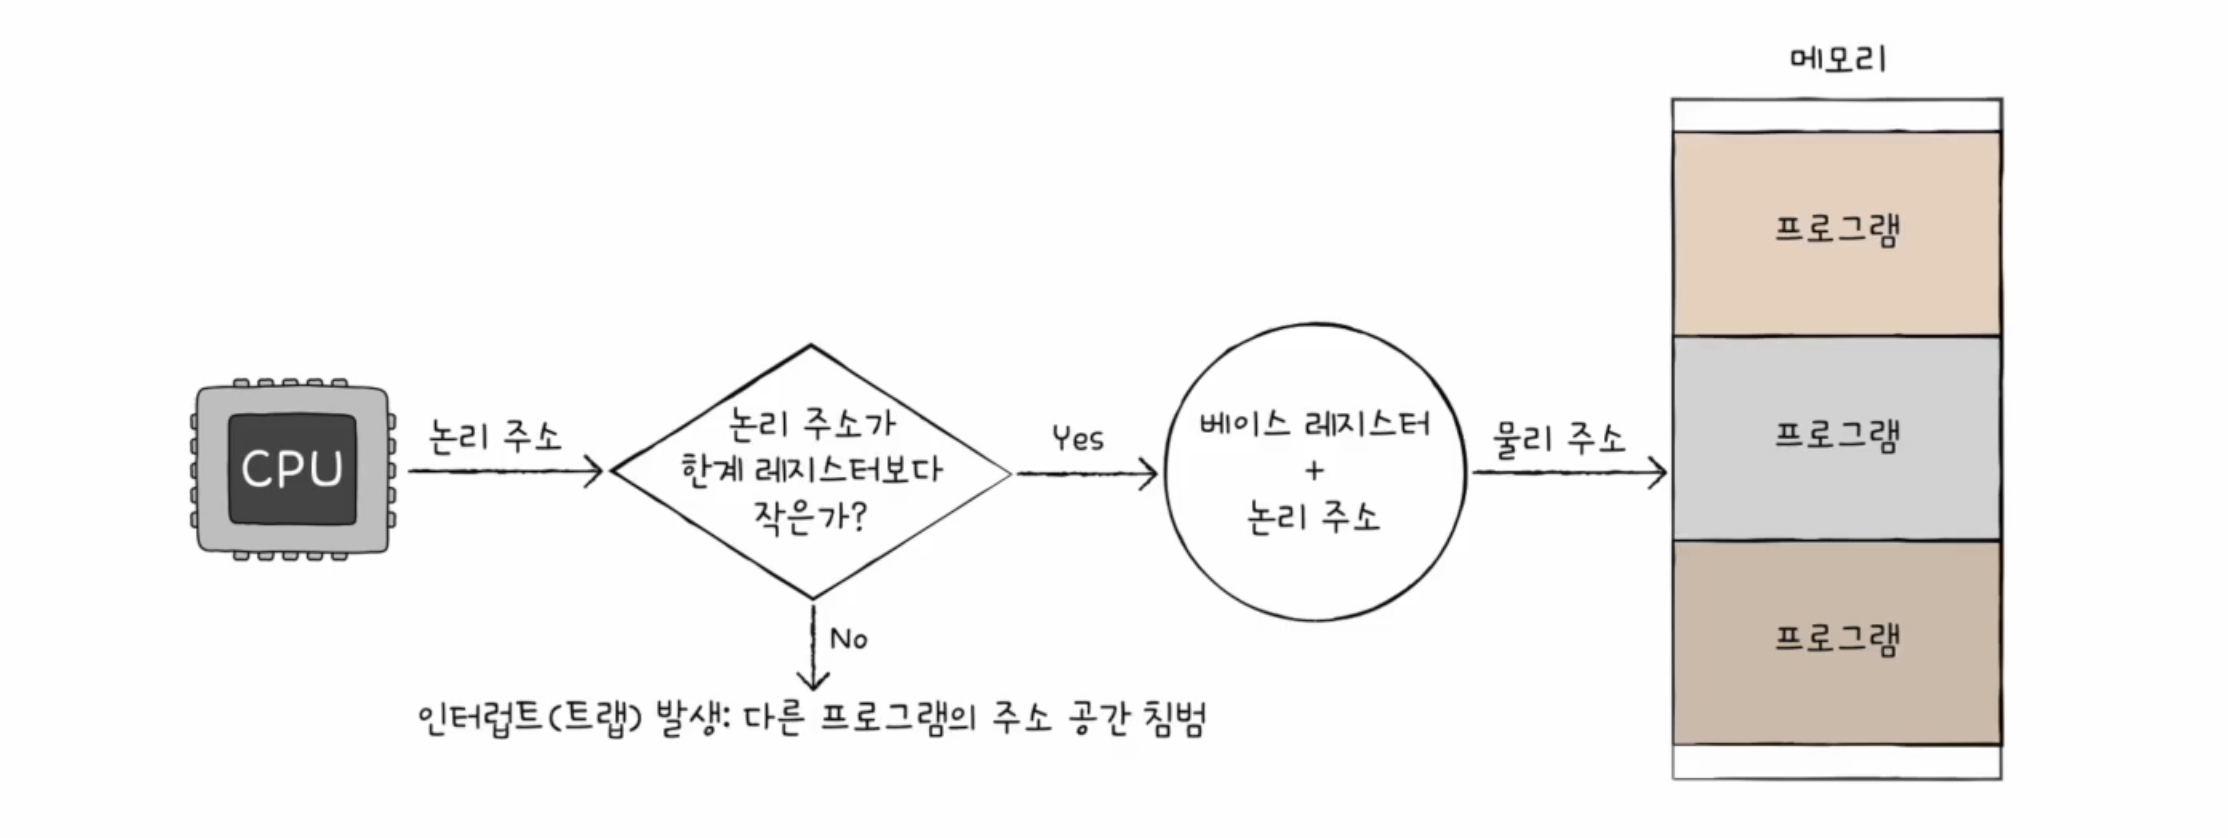 메모리
프로그램
프로그램
프로그램
CPU
논리 주소
논리 주소가
한계 레지스터보다
작은가?
Yes
베이스 레지스터
+
논리 주소
물리 주소
No
인터럽트(트랩) 발생: 다른 프로그램의 주소 공간 침범